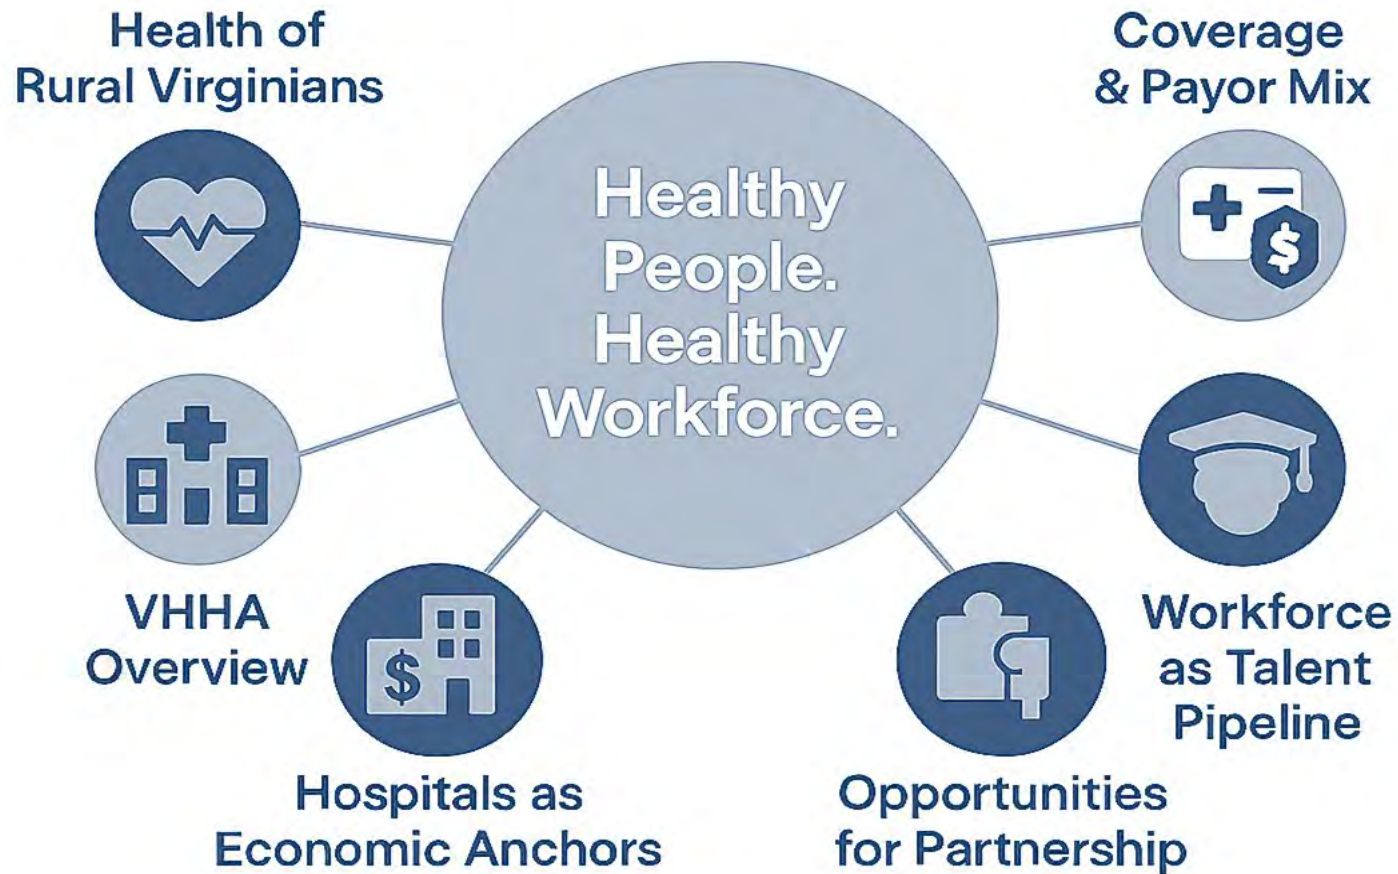 Health of
Rural Virginians
Coverage
& Payor Mix
Healthy
People.
Healthy
Workforce.
$
VHHA
Overview
Workforce
as Talent
Pipeline
$
Hospitals as
Economic Anchors
Opportunities
for Partnership